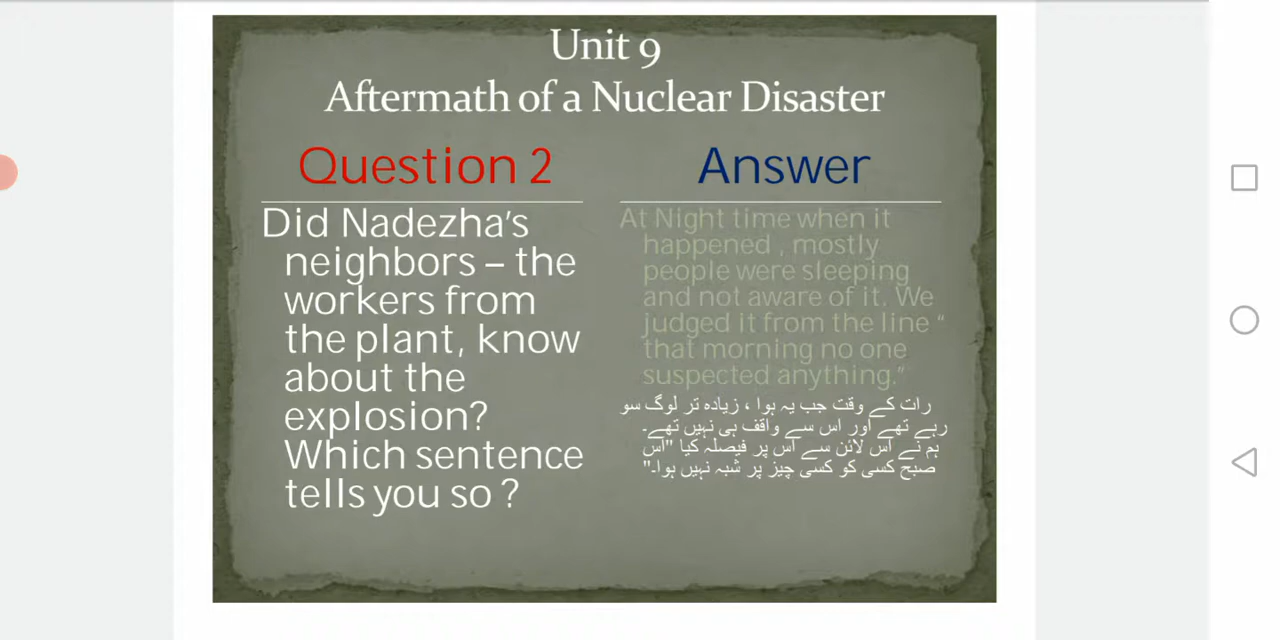 Unit 9
Aftermath of a Nuclear Disaster
Question 2
Did Nadezha's
neighbors – the
workers from
the plant, know
about the
explosion?
Which sentence
tells you so ?
Answer
At Night time when it
happened , mostly
people were sleeping
and not aware of it. We
judged it from the line “
that morning no one
suspected anything.”
رات کے وقت جب یہ ہوا ، زیادہ تر لوگ سو
رہے تھے اور اس سے واقف ہی نہیں تھے۔
ہم نے اس لائن سے اس پر فیصلہ کیا "اس
صبح کسی کو کسی چیز پر شبہ نہیں ہوا۔"